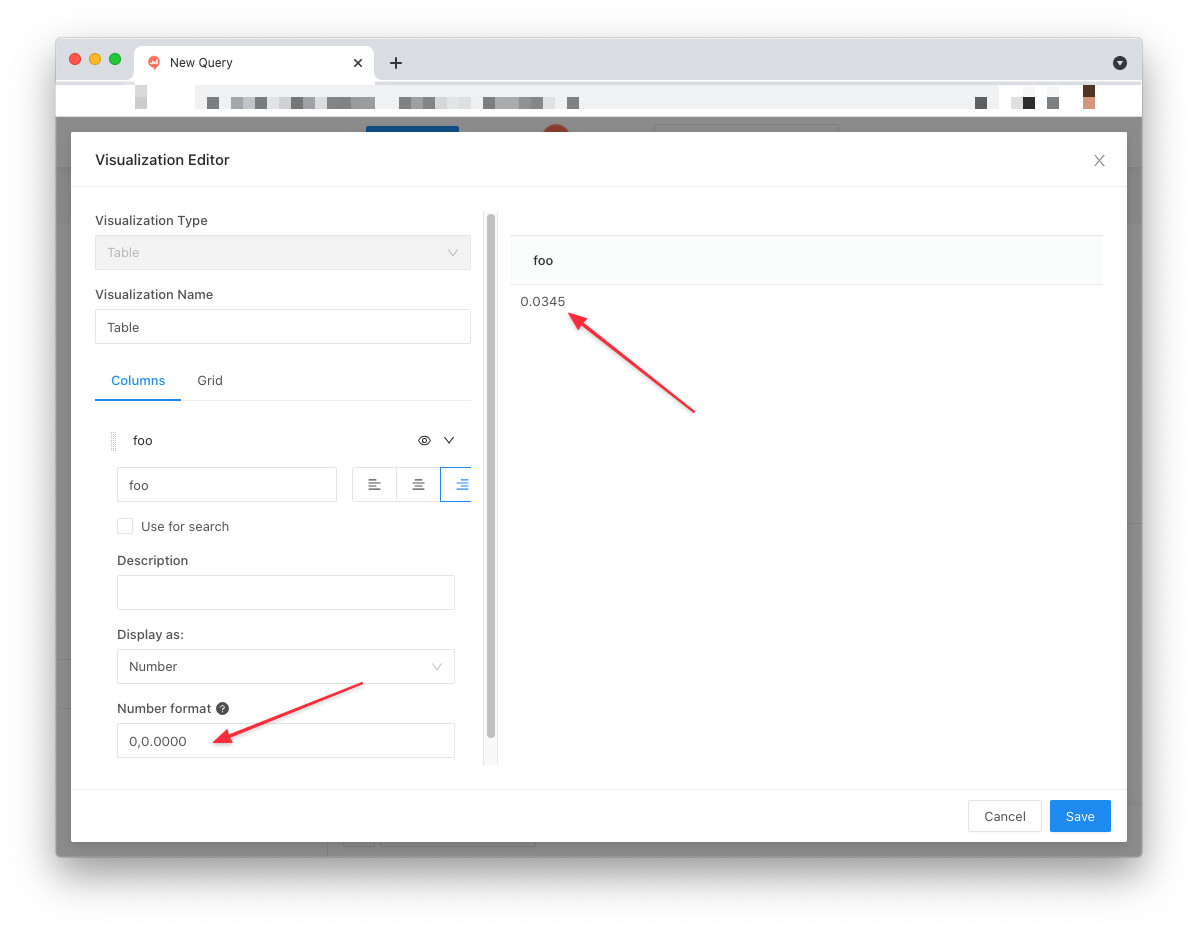 New Query
Visualization Editor
Visualization Type
Table
Visualization Name
Table
Columns Grid
foo
foo
Use for search
Description
Display as:
Number
Number format ?
0,0.0000
foo
0.0345
Cancel Save